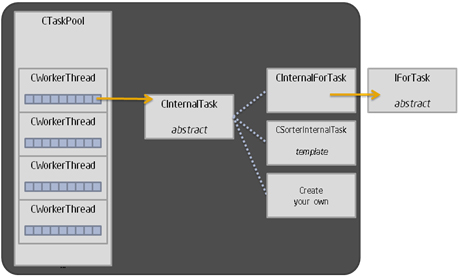 CTaskPool
CWorkerThread
CWorkerThread
CWorkerThread
CWorkerThread
CInternalTask
abstract
CInternalForTask
CSorterInternalTask
template
Create
your own
IForTask
abstract